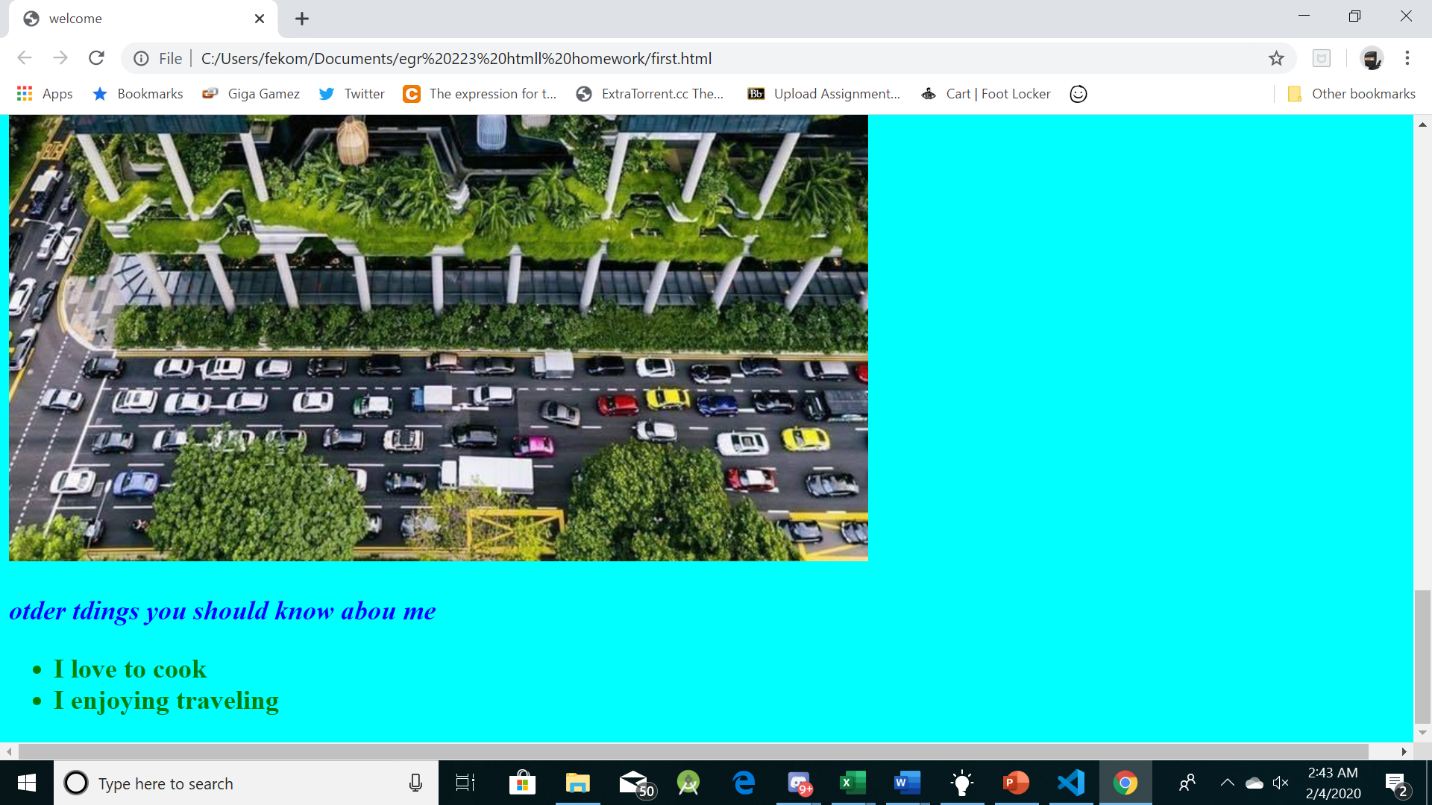 welcome
File
C:/Users/fekom/Documents/egr%20223%20htmll%20homework/first.html
Apps Bookmarks Giga Gamez Twitter The expression for t... ExtraTorrent.cc The... Bb Upload Assignment... Cart | Foot Locker Other bookmarks
otder tdings you should know abou me
• I love to cook
• I enjoying traveling
Type here to search
50
9+
2:43 AM
2/4/2020
2